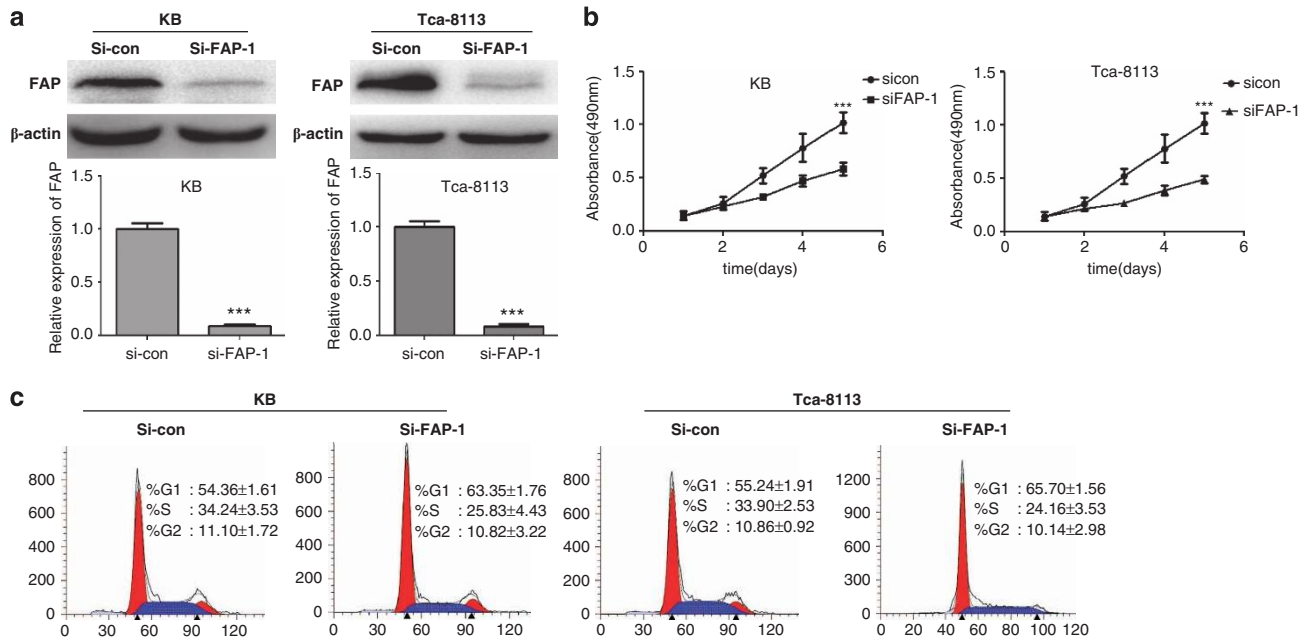 a
KB
Si-con Si-FAP-1
FAP
β-actin
Tca-8113
Si-con Si-FAP-1
FAP
β-actin
Relative expression of FAP
KB
1.5
1.0
0.5
0.0
***
si-con si-FAP-1
Relative expression of FAP
Tca-8113
1.5
1.0
0.5
0.0
***
si-con si-FAP-1
b
KB
sicon
siFAP-1
***
Absorbance(490nm)
1.5
1.0
0.5
0.0
0 2 4 6
time(days)
Tca-8113
sicon
siFAP-1
***
Absorbance(490nm)
1.5
1.0
0.5
0.0
0 2 4 6
time(days)
c
KB
Si-con
800
600
400
200
0
%G1 : 54.36±1.61
%S : 34.24±3.53
%G2 : 11.10±1.72
0 30 60 90 120
Si-FAP-1
800
600
400
200
0
%G1 : 63.35±1.76
%S : 25.83±4.43
%G2 : 10.82±3.22
0 30 60 90 120
Tca-8113
Si-con
800
600
400
200
0
%G1 : 55.24±1.91
%S : 33.90±2.53
%G2 : 10.86±0.92
0 30 60 90 120
Si-FAP-1
1200
900
600
300
0
%G1 : 65.70±1.56
%S : 24.16±3.53
%G2 : 10.14±2.98
0 20 40 60 80 100 120